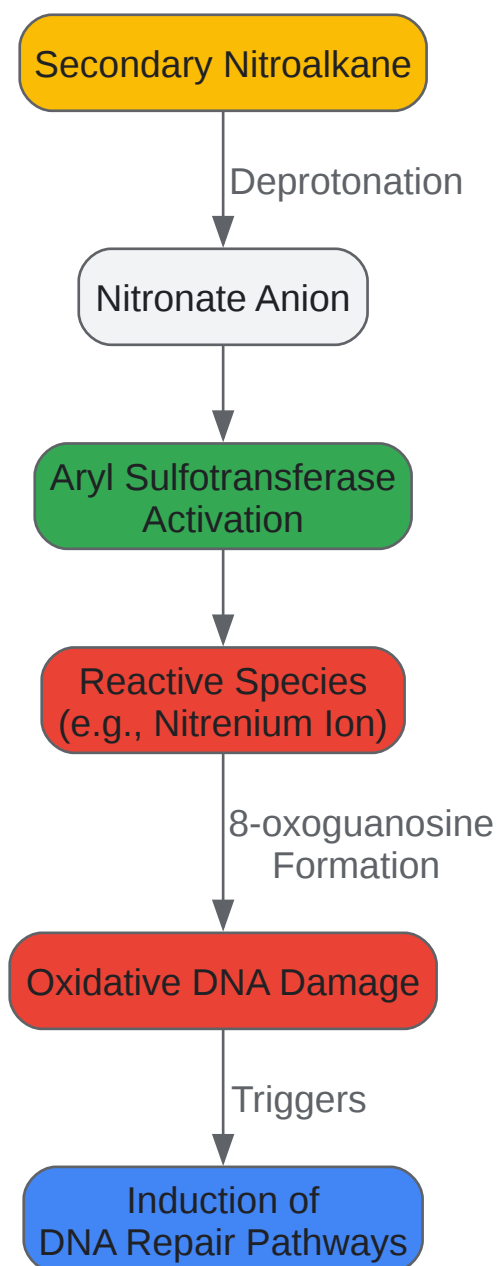 Secondary Nitroalkane
Deprotonation
Nitronate Anion
Aryl Sulfotransferase
Activation
Reactive Species
(e.g., Nitrenium Ion)
8-oxoguanosine
Formation
Oxidative DNA Damage
Triggers
Induction of
DNA Repair Pathways